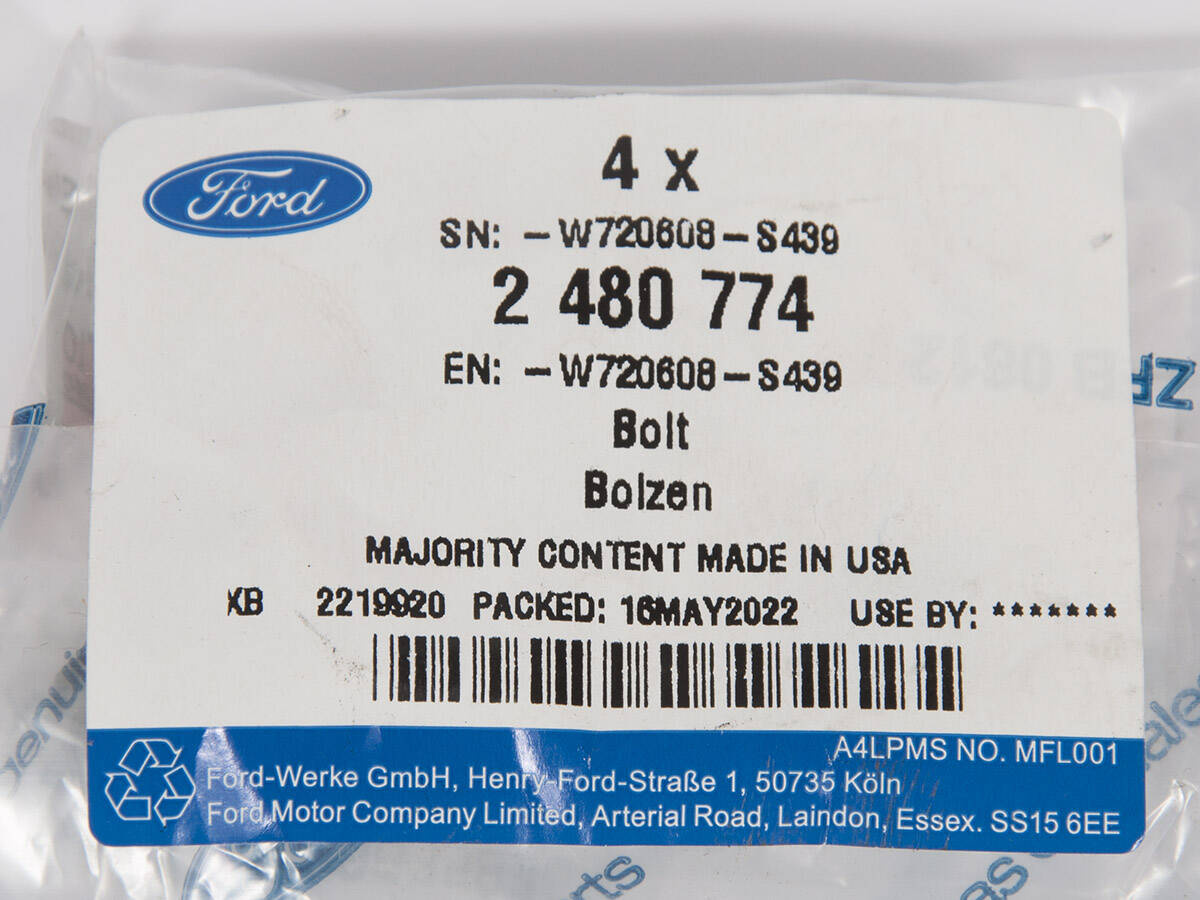 Ford
4 x
SN: -W720608-S439
2 480 774
EN: -W720608-S439
Bolt
Bolzen
MAJORITY CONTENT MADE IN USA
XB 2219920 PACKED: 16MAY2022 USE BY: *******
A4LPMS NO. MFL001
Ford-Werke GmbH, Henry-Ford-Straße 1, 50735 Köln
Ford Motor Company Limited, Arterial Road, Laindon, Essex. SS15 6EE